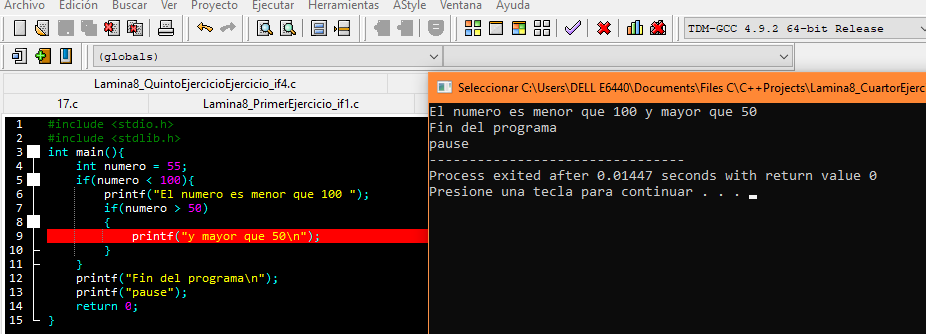 Archivo Edición Buscar Ver Proyecto Ejecutar Herramientas AStyle Ventana Ayuda
TDM-GCC 4.9.2 64-bit Release
(globals)
Lamina8_QuintoEjercicioEjercicio_if4.c
17.c Lamina8_PrimerEjercicio_if1.c
1 #include <stdio.h>
2 #include <stdlib.h>
3 int main(){
4 int numero = 55;
5 if(numero < 100){
6 printf("El numero es menor que 100 ");
7 if(numero > 50)
8 {
9 printf("y mayor que 50\n");
10 }
11 }
12 printf("Fin del programa\n");
13 printf("pause");
14 return 0;
15 }
Seleccionar C:\Users\DELL E6440\Documents\Files C\C++Projects\Lamina8_CuartorEjerc
El numero es menor que 100 y mayor que 50
Fin del programa
pause
--------------------------------
Process exited after 0.01447 seconds with return value 0
Presione una tecla para continuar . . .